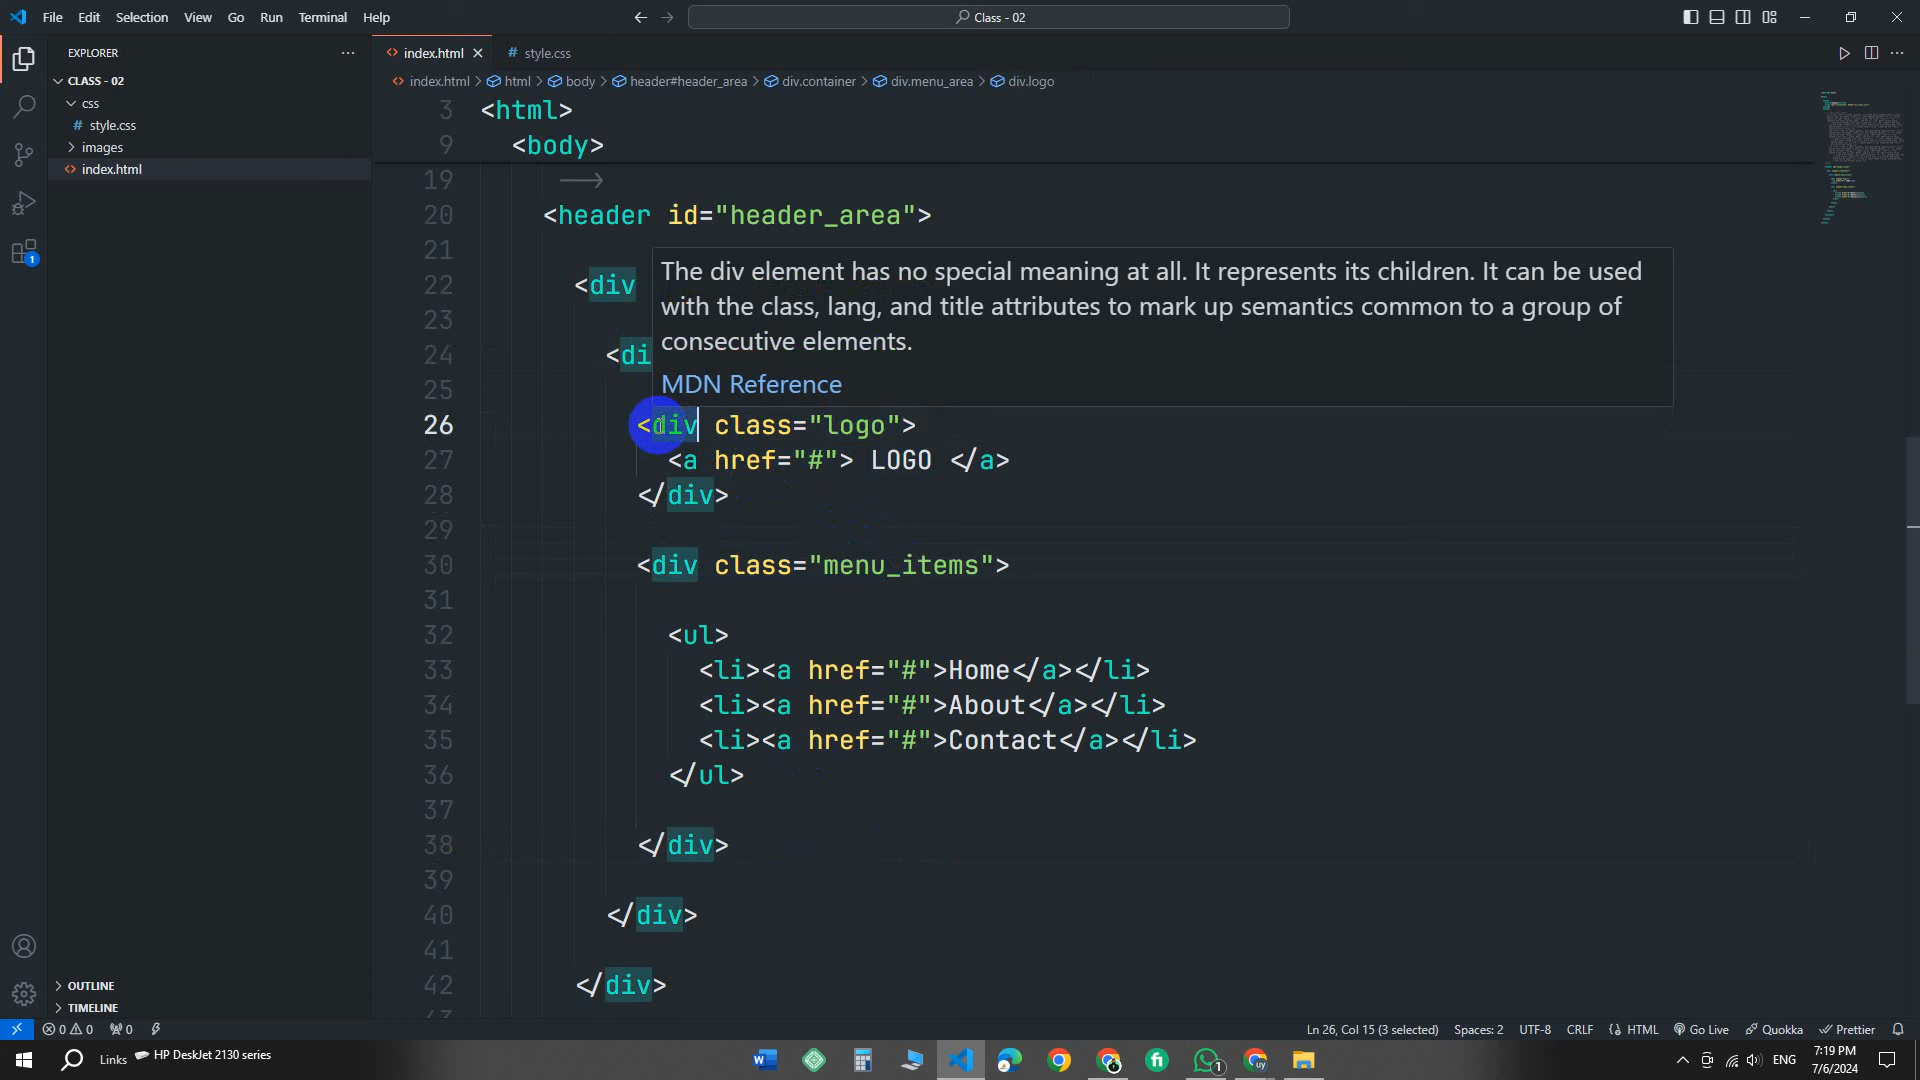 File Edit Selection View Go Run Terminal Help
Class - 02
EXPLORER
index.html
# style.css
CLASS - 02
css
# style.css
images
index.html
index.html > html > body > header#header_area > div.container > div.menu_area > div.logo
3 <html>
9 <body>
19 -->
20 <header id="header_area">
21
22 <div
23
24 <di
25
The div element has no special meaning at all. It represents its children. It can be used
with the class, lang, and title attributes to mark up semantics common to a group of
consecutive elements.
MDN Reference
26 <div class="logo">
27 <a href="#"> LOGO </a>
28 </div>
29
30 <div class="menu_items">
31
32 <ul>
33 <li><a href="#">Home</a></li>
34 <li><a href="#">About</a></li>
35 <li><a href="#">Contact</a></li>
36 </ul>
37
38 </div>
39
40 </div>
41
42 </div>
1
OUTLINE
TIMELINE
0 0 0
Ln 26, Col 15 (3 selected) Spaces: 2 UTF-8 CRLF HTML Go Live Quokka Prettier
Links HP DeskJet 2130 series
1
ENG
7:19 PM
7/6/2024